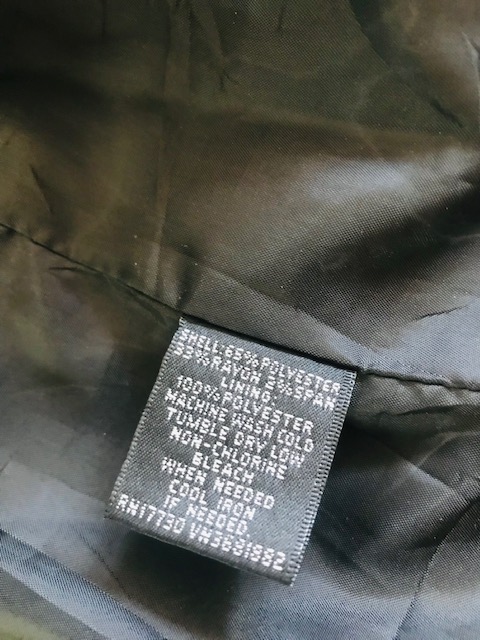 SHELL:65%POLYESTER
33%RAYON 2%SPAN
LINING:
100%POLYESTER
MACHINE WASH COLD
TUMBLE DRY LOW
NON-CHLORINE
BLEACH
WHEN NEEDED
COOL IRON
IF NEEDED
RN17730